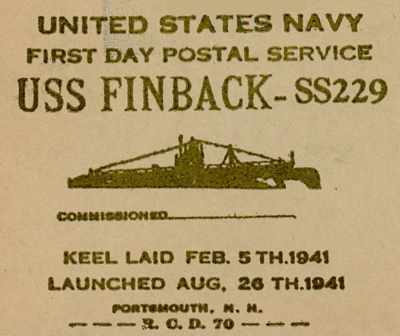 UNITED STATES NAVY
FIRST DAY POSTAL SERVICE
USS FINBACK- SS229
COMMISSIONED
KEEL LAID FEB. 5 TH.1941
LAUNCHED AUG, 26 TH.1941
PORTSMOUTH, N. H.
— — — R. C. D. 70 — — —